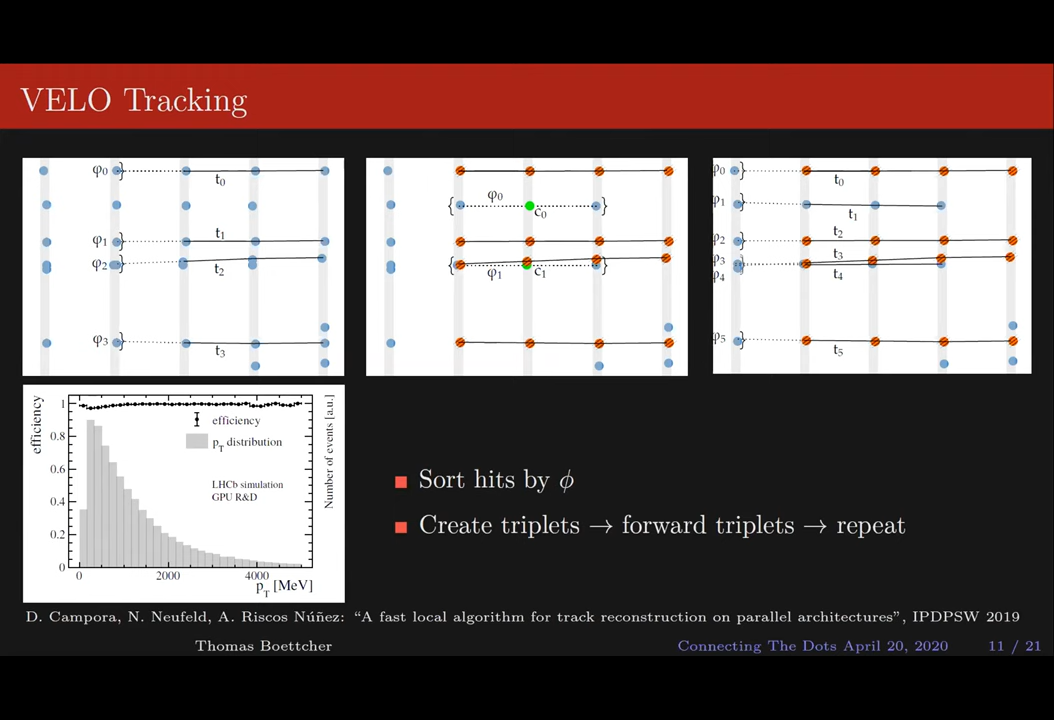 VELO Tracking
φ0} t0
φ1} t1
φ2} t2
φ3} t3
{ φ0 c0 }
{ φ1 c1 }
φ0} t0
φ1} t1
φ2} t2
φ3} t3
φ4 t4
φ5} t5
efficiency
1
0.8
0.6
0.4
0.2
0
0 2000 4000
pT [MeV]
efficiency
pT distribution
LHCb simulation
GPU R&D
Number of events [a.u.]
Sort hits by ϕ
Create triplets → forward triplets → repeat
D. Campora, N. Neufeld, A. Riscos Núñez: “A fast local algorithm for track reconstruction on parallel architectures”, IPDPSW 2019
Thomas Boettcher Connecting The Dots April 20, 2020 11 / 21